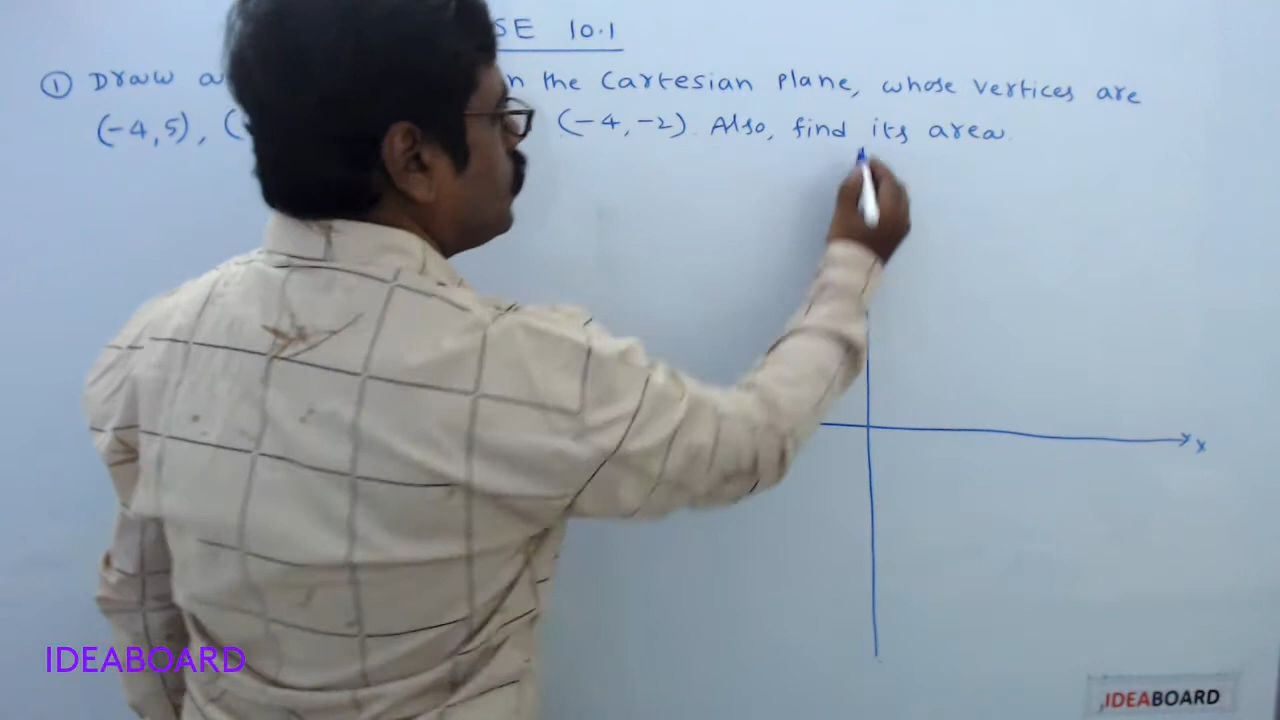 SE 10.1
① Draw a n the Cartesian plane, whose vertices are
(-4,5), ( (-4,-2). Also, find its area.
x
IDEABOARD
IDEABOARD